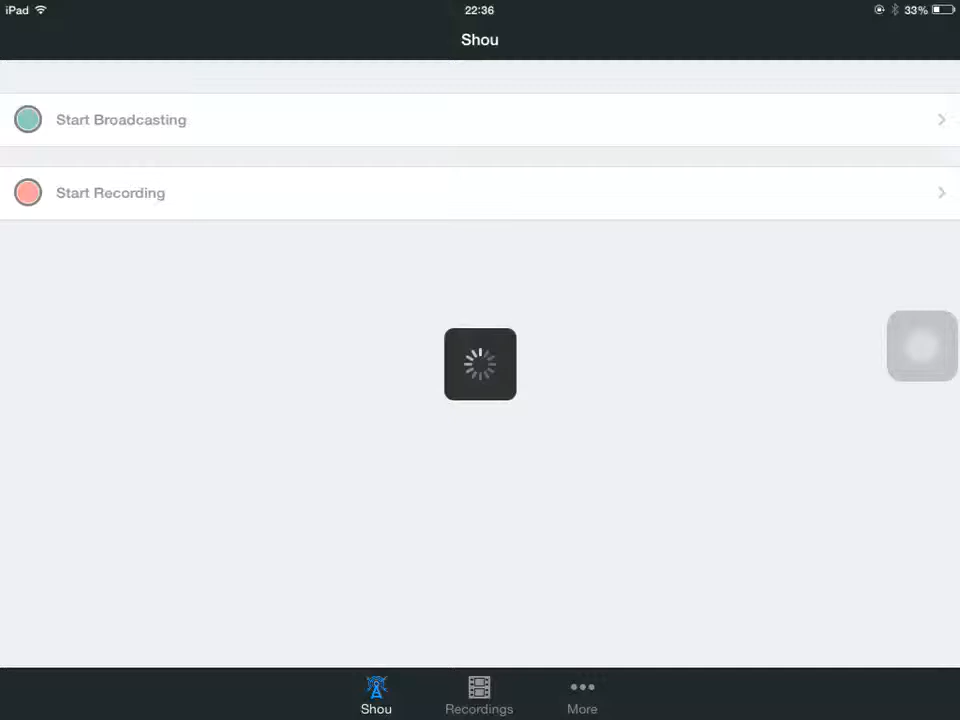 iPad 22:36 33%
Shou
Start Broadcasting
Start Recording
Shou Recordings More